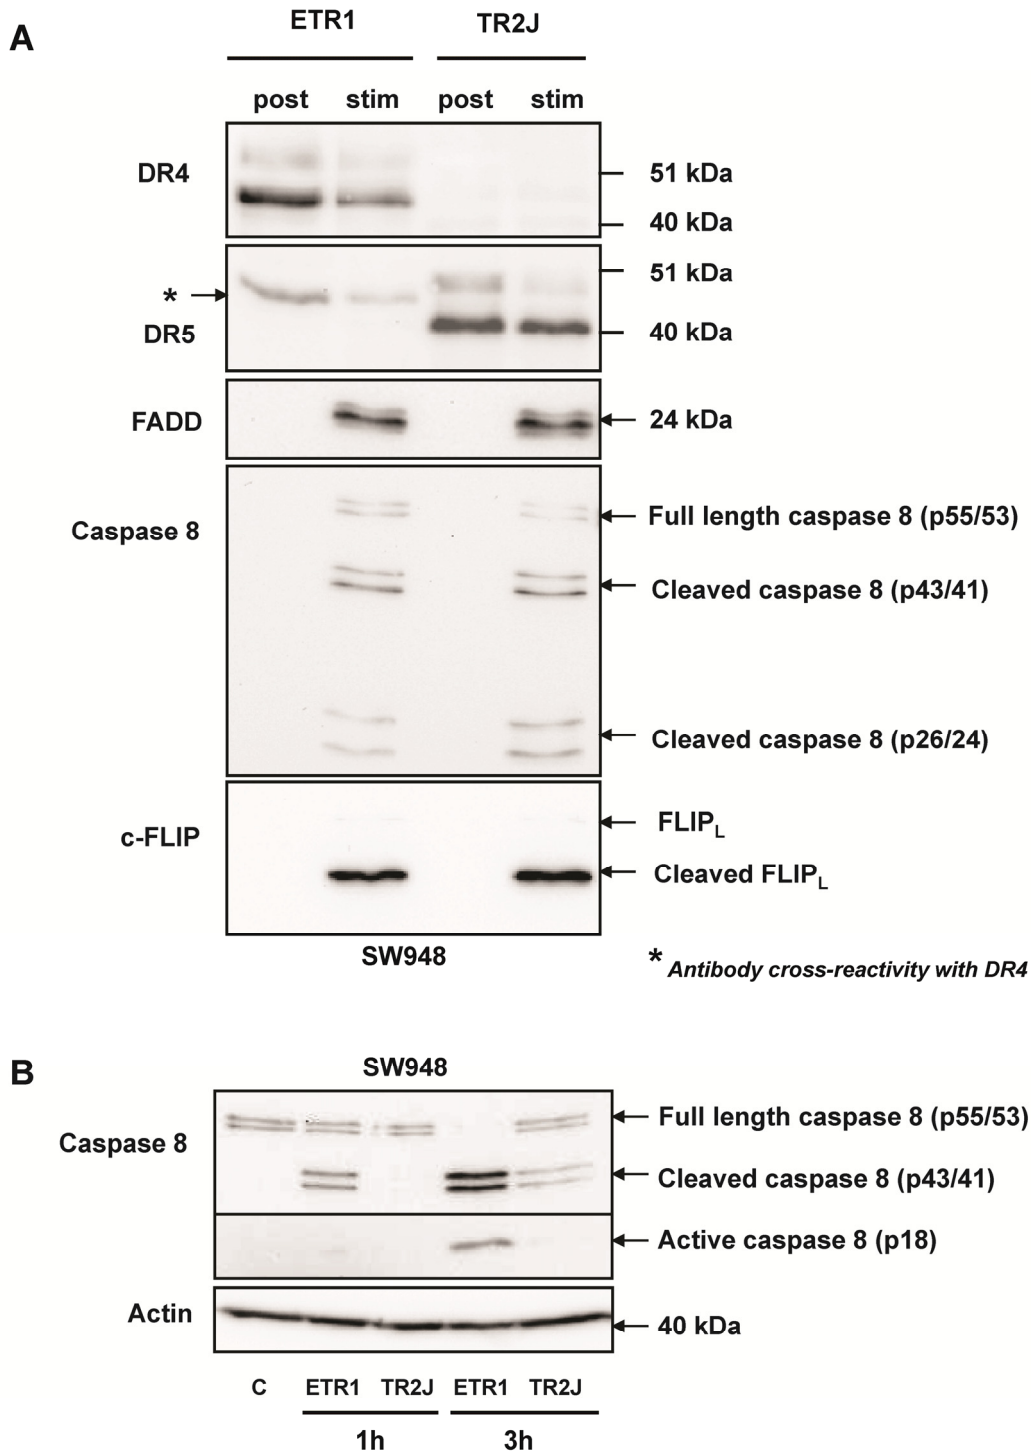 A
ETR1 TR2J
post stim post stim
DR4
51 kDa
40 kDa
51 kDa
*
DR5
40 kDa
FADD
24 kDa
Caspase 8
Full length caspase 8 (p55/53)
Cleaved caspase 8 (p43/41)
Cleaved caspase 8 (p26/24)
c-FLIP
FLIPL
Cleaved FLIPL
SW948
* Antibody cross-reactivity with DR4
B
SW948
Caspase 8
Full length caspase 8 (p55/53)
Cleaved caspase 8 (p43/41)
Active caspase 8 (p18)
Actin
40 kDa
C ETR1 TR2J ETR1 TR2J
1h 3h